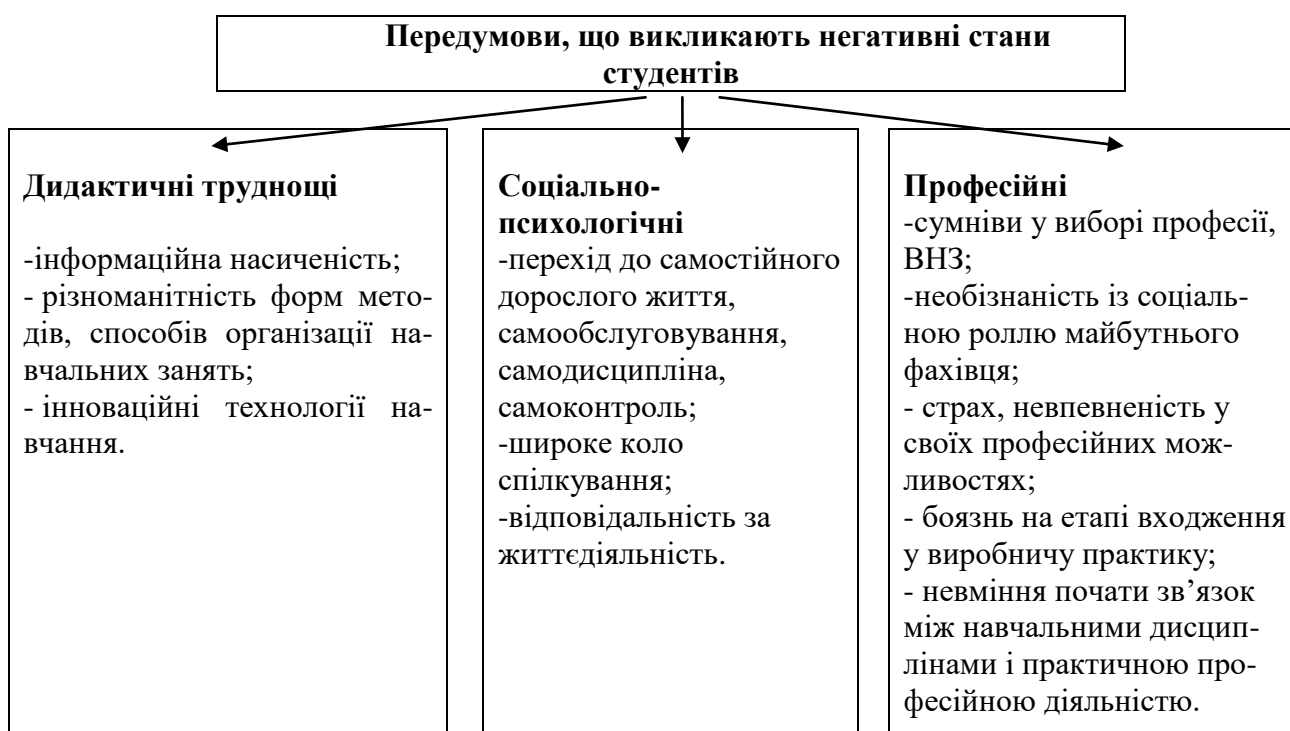 Передумови, що викликають негативні стани
студентів
Дидактичні труднощі
-інформаційна насиченість;
- різноманітність форм мето-
дів, способів організації на-
вчальних занять;
- інноваційні технології на-
вчання.
Соціально-
психологічні
-перехід до самостійного
дорослого життя,
самообслуговування,
самодисципліна,
самоконтроль;
-широке коло
спілкування;
-відповідальність за
життєдіяльність.
Професійні
-сумніви у виборі професії,
ВНЗ;
-необізнаність із соціаль-
ною роллю майбутнього
фахівця;
- страх, невпевненість у
своїх професійних мож-
ливостях;
- боязнь на етапі входження
у виробничу практику;
- невміння почати зв’язок
між навчальними дисцип-
лінами і практичною про-
фесійною діяльністю.